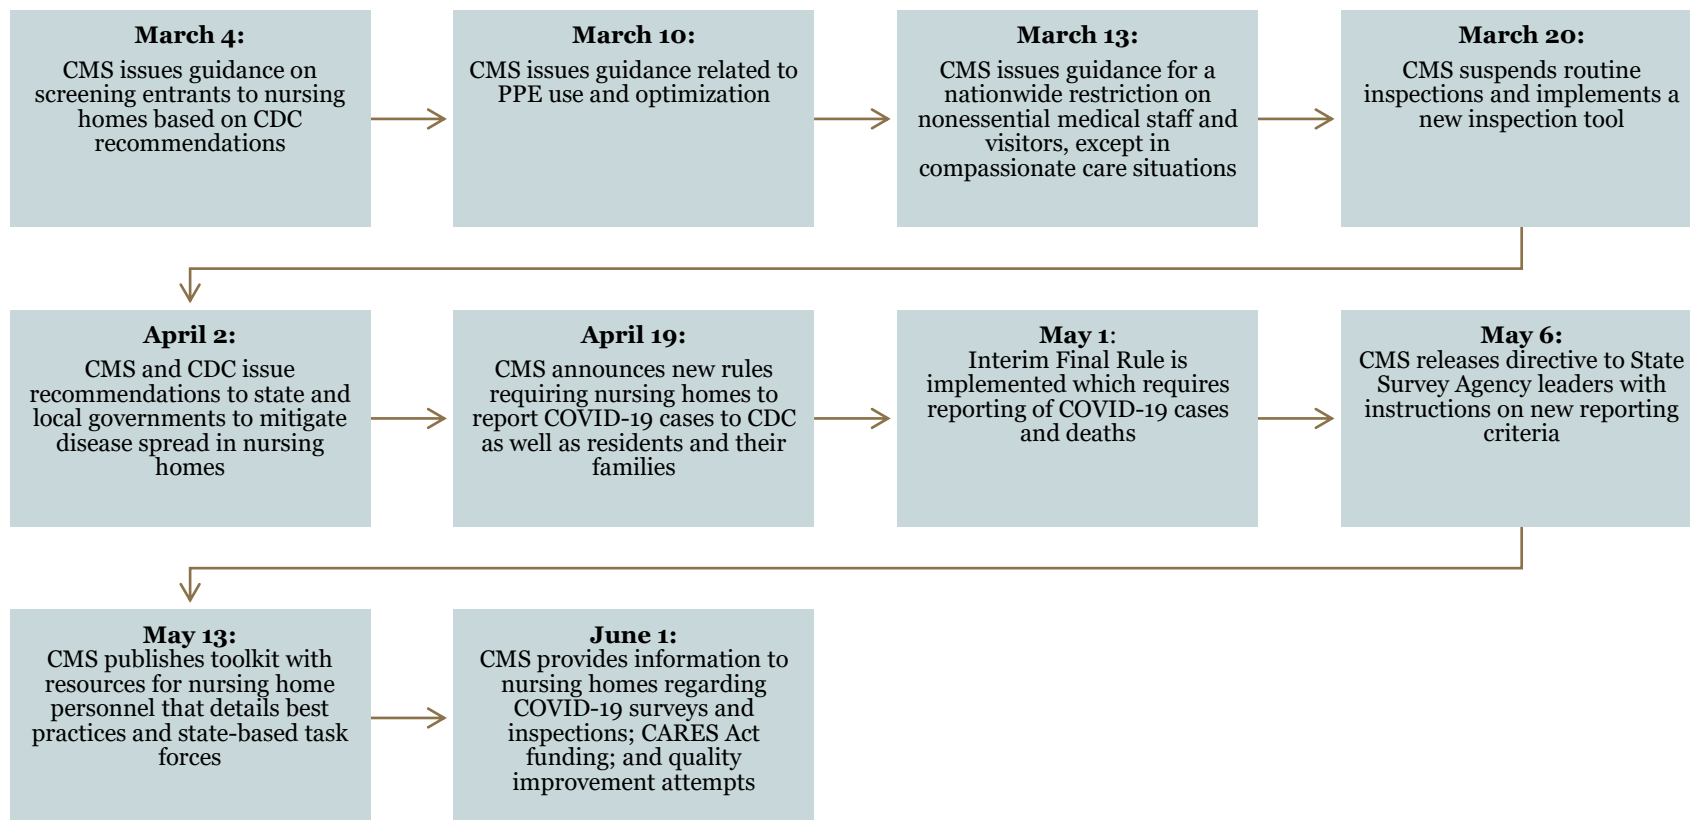 March 4:
CMS issues guidance on
screening entrants to nursing
homes based on CDC
recommendations
March 10:
CMS issues guidance related to
PPE use and optimization
March 13:
CMS issues guidance for a
nationwide restriction on
nonessential medical staff and
visitors, except in
compassionate care situations
March 20:
CMS suspends routine
inspections and implements a
new inspection tool
April 2:
CMS and CDC issue
recommendations to state and
local governments to mitigate
disease spread in nursing
homes
April 19:
CMS announces new rules
requiring nursing homes to
report COVID-19 cases to CDC
as well as residents and their
families
May 1:
Interim Final Rule is
implemented which requires
reporting of COVID-19 cases
and deaths
May 6:
CMS releases directive to State
Survey Agency leaders with
instructions on new reporting
criteria
May 13:
CMS publishes toolkit with
resources for nursing home
personnel that details best
practices and state-based task
forces
June 1:
CMS provides information to
nursing homes regarding
COVID-19 surveys and
inspections; CARES Act
funding; and quality
improvement attempts